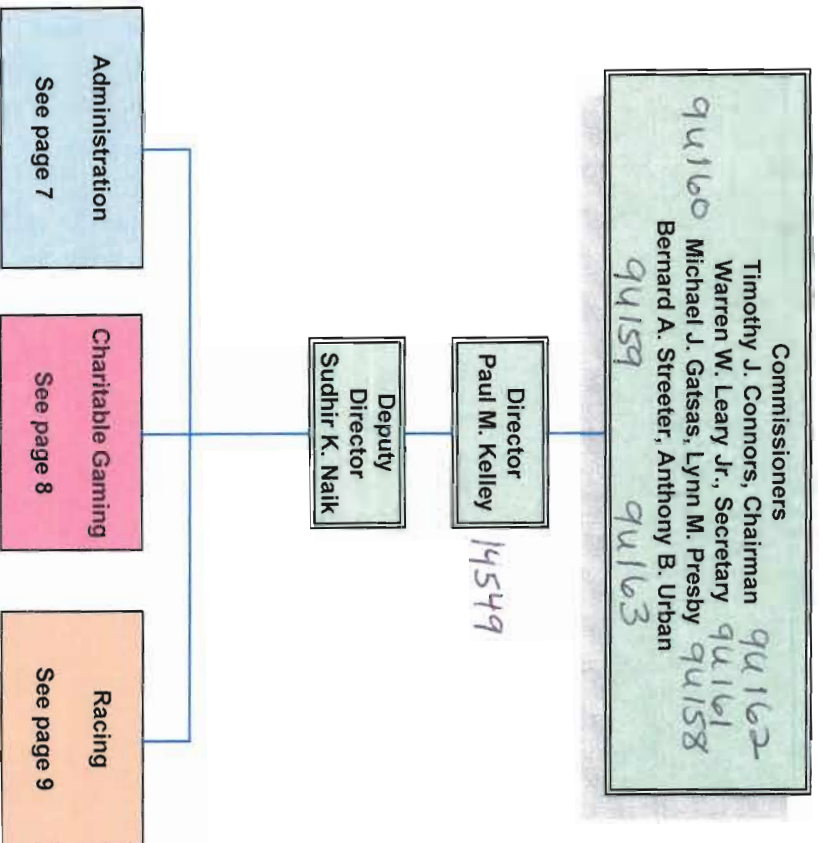 Commissioners
Timothy J. Connors, Chairman 9U162
Warren W. Leary Jr., Secretary 9U161
9U160 Michael J. Gatsas, Lynn M. Presby 9U158
Bernard A. Streeter, Anthony B. Urban
9U159 9U163
Director
Paul M. Kelley 14549
Deputy
Director
Sudhir K. Naik
Administration
See page 7
Charitable Gaming
See page 8
Racing
See page 9